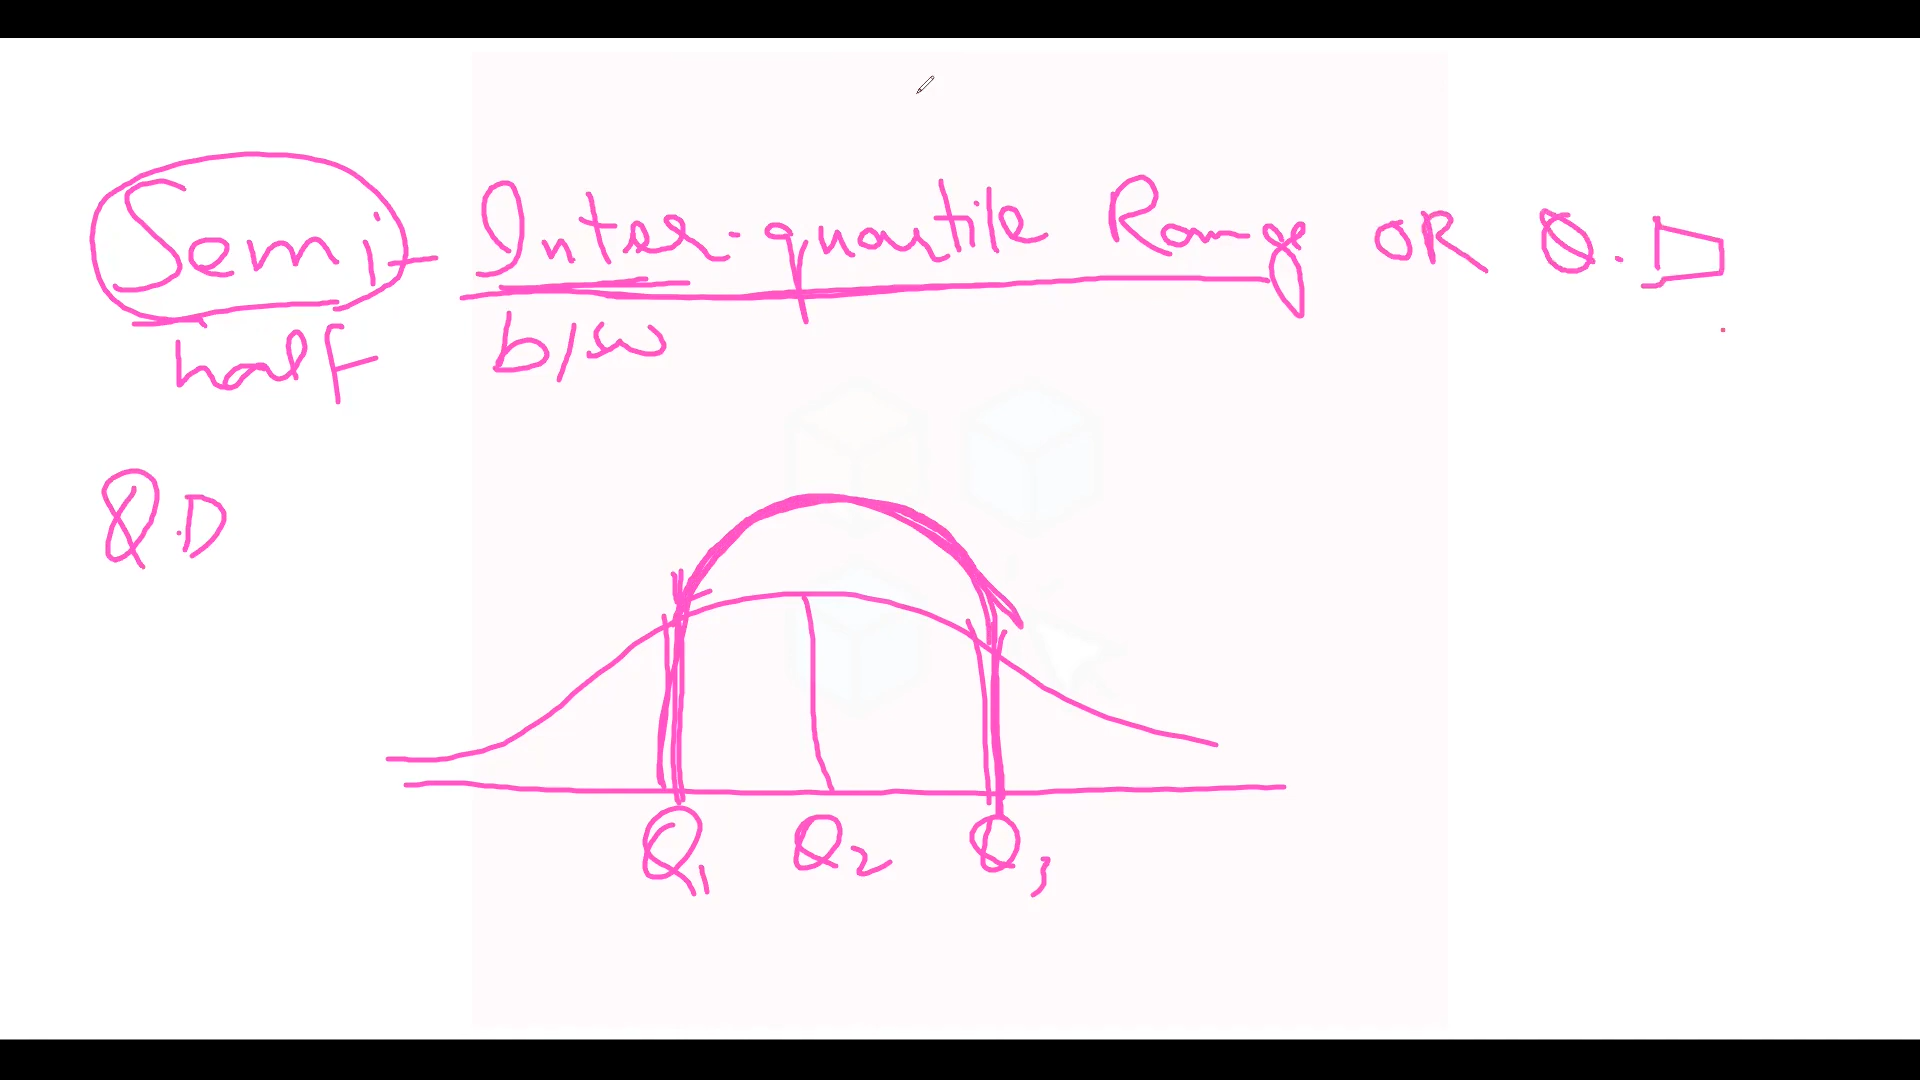 Semi- Inter-quartile Range OR Q.D
half b/w
Q.D
Q1 Q2 Q3